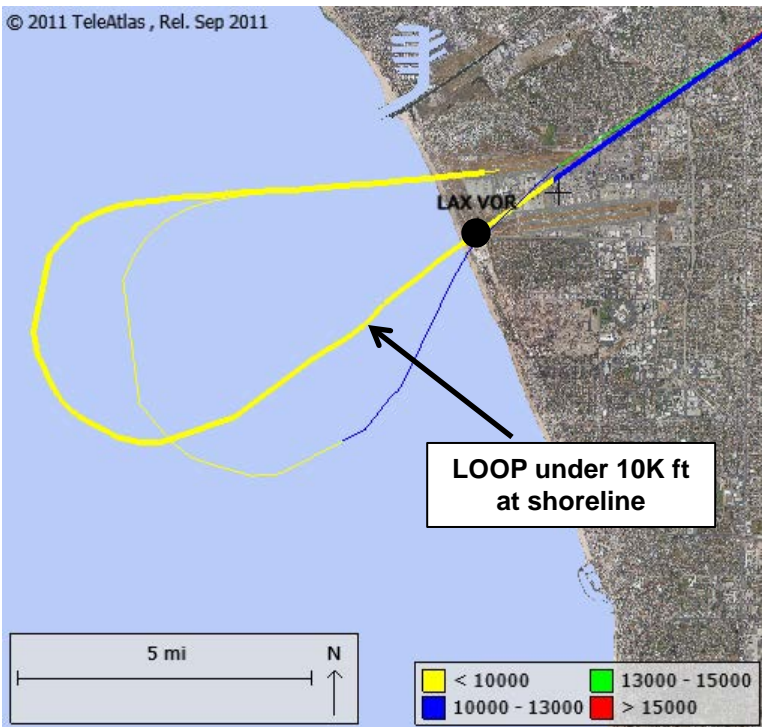 © 2011 TeleAtlas , Rel. Sep 2011
LAX VOR
LOOP under 10K ft
at shoreline
5 mi
N
< 10000
13000 - 15000
10000 - 13000
> 15000